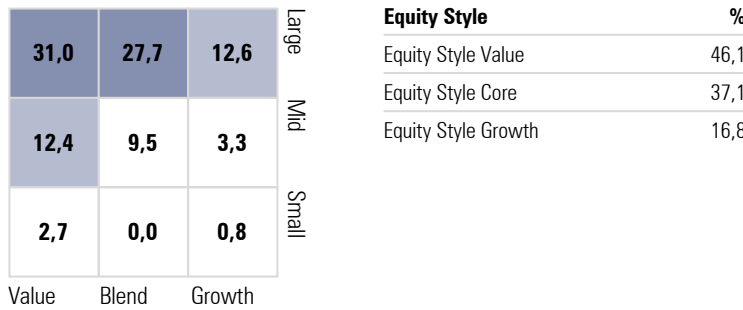 31,0 27,7 12,6 Large
12,4 9,5 3,3 Mid
2,7 0,0 0,8 Small
Value Blend Growth
Equity Style %
Equity Style Value 46,1
Equity Style Core 37,1
Equity Style Growth 16,8